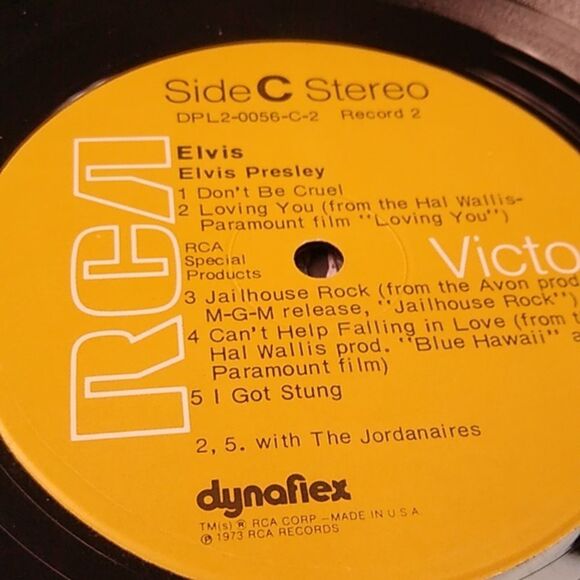 Side C Stereo
DPL2-0056-C-2 Record 2
Elvis
Elvis Presley
1 Don't Be Cruel
2 Loving You (from the Hal Wallis-
Paramount film "Loving You")
RCA
Special
Products
RCA
Victo
3 Jailhouse Rock (from the Avon prod
M-G-M release, "Jailhouse Rock")
4 Can't Help Falling in Love (from t
Hal Wallis prod. "Blue Hawaii" a
Paramount film)
5 I Got Stung
2, 5. with The Jordanaires
dynaflex
TM(s) ® RCA CORP -MADE IN U.S.A.
℗ 1973 RCA RECORDS